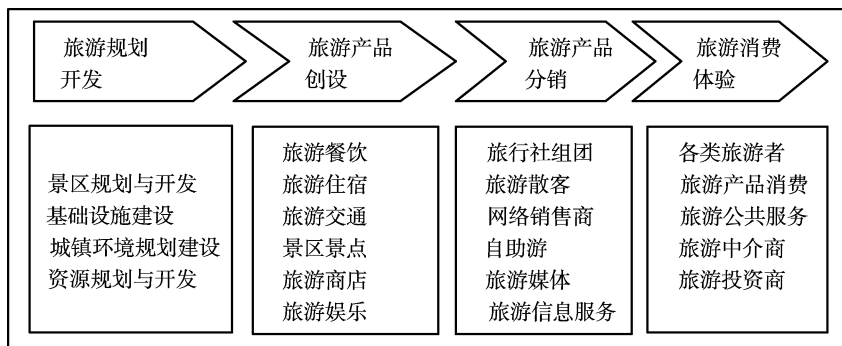 旅游规划
开发
旅游产品
创设
旅游产品
分销
旅游消费
体验
景区规划与开发
基础设施建设
城镇环境规划建设
资源规划与开发
旅游餐饮
旅游住宿
旅游交通
景区景点
旅游商店
旅游娱乐
旅行社组团
旅游散客
网络销售商
自助游
旅游媒体
旅游信息服务
各类旅游者
旅游产品消费
旅游公共服务
旅游中介商
旅游投资商